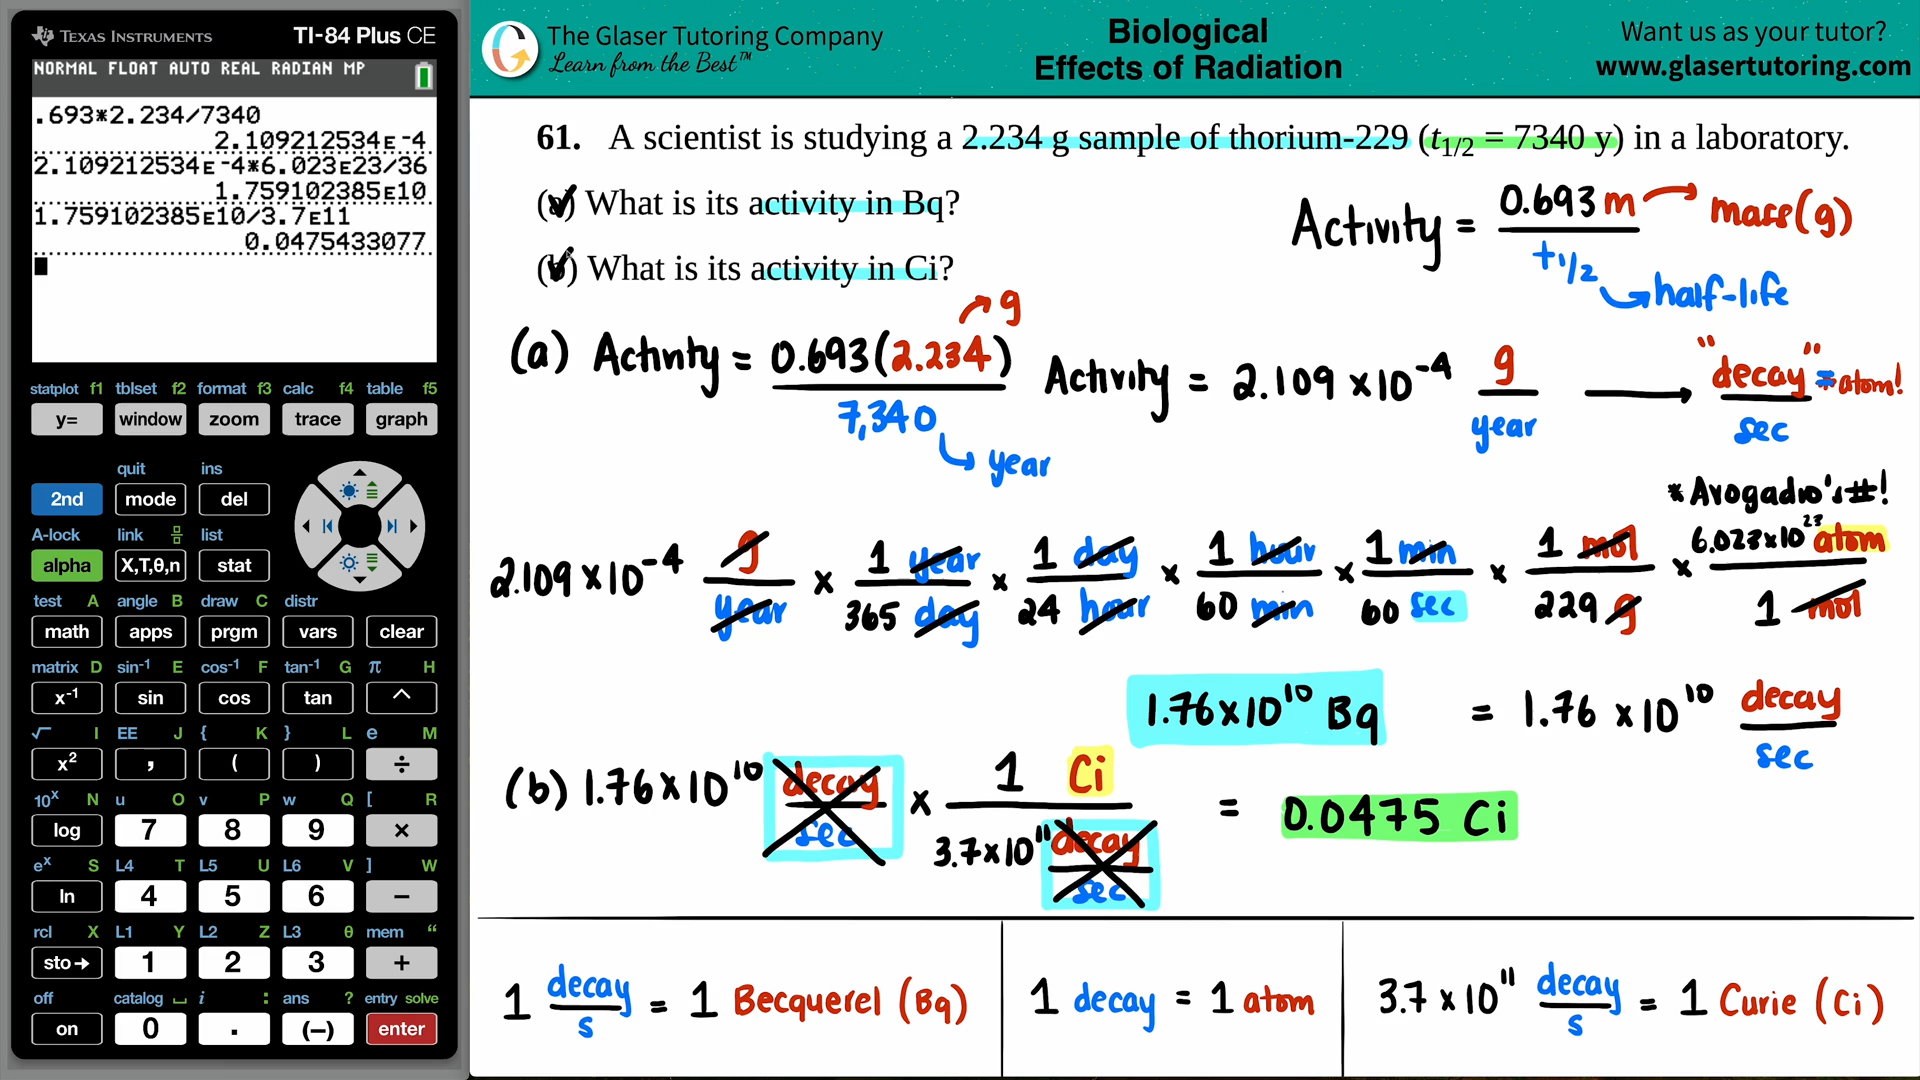 TEXAS INSTRUMENTS TI-84 Plus CE
NORMAL FLOAT AUTO REAL RADIAN MP
.693*2.234/7340
2.109212534E-4
2.109212534E-4*6.023E23/36
1.759102385E10
1.759102385E10/3.7E11
0.0475433077
statplot f1 tblset f2 format f3 calc f4 table f5
y= window zoom trace graph
quit ins
2nd mode del
A-lock link list
alpha X,T,θ,n stat
test A angle B draw C distr
math apps prgm vars clear
matrix D sin-1 E cos-1 F tan-1 G π H
x-1 sin cos tan ^
√ I EE J { K } L e M
x2 , ( ) ÷
10x N u O v P w Q [ R
log 7 8 9 ×
ex S L4 T L5 U L6 V ] W
ln 4 5 6 −
rcl X L1 Y L2 Z L3 θ mem “
sto→ 1 2 3 +
off catalog ␣ i : ans ? entry solve
on 0 . (−) enter
The Glaser Tutoring Company
Learn from the Best™
Biological
Effects of Radiation
Want us as your tutor?
www.glasertutoring.com
61. A scientist is studying a 2.234 g sample of thorium-229 (t1/2 = 7340 y) in a laboratory.
(a) What is its activity in Bq?
(b) What is its activity in Ci?
Activity = 0.693 m → mass(g)
t1/2 → half-life
(a) Activity = 0.693(2.234) → g
7,340 → year
Activity = 2.109 x 10-4 g → "decay" = atom!
year sec
* Avogadro's #!
2.109 x 10-4 g x 1 year x 1 day x 1 hour x 1 min x 1 mol x 6.023x10^23 atom
year 365 day 24 hour 60 min 60 sec 229 g 1 mol
1.76x10^10 Bq = 1.76 x 10^10 decay
sec
(b) 1.76x10^10 decay x 1 Ci = 0.0475 Ci
sec 3.7x10^11 decay
sec
1 decay = 1 Becquerel (Bq)
s
1 decay = 1 atom
3.7 x 10^11 decay = 1 Curie (Ci)
s